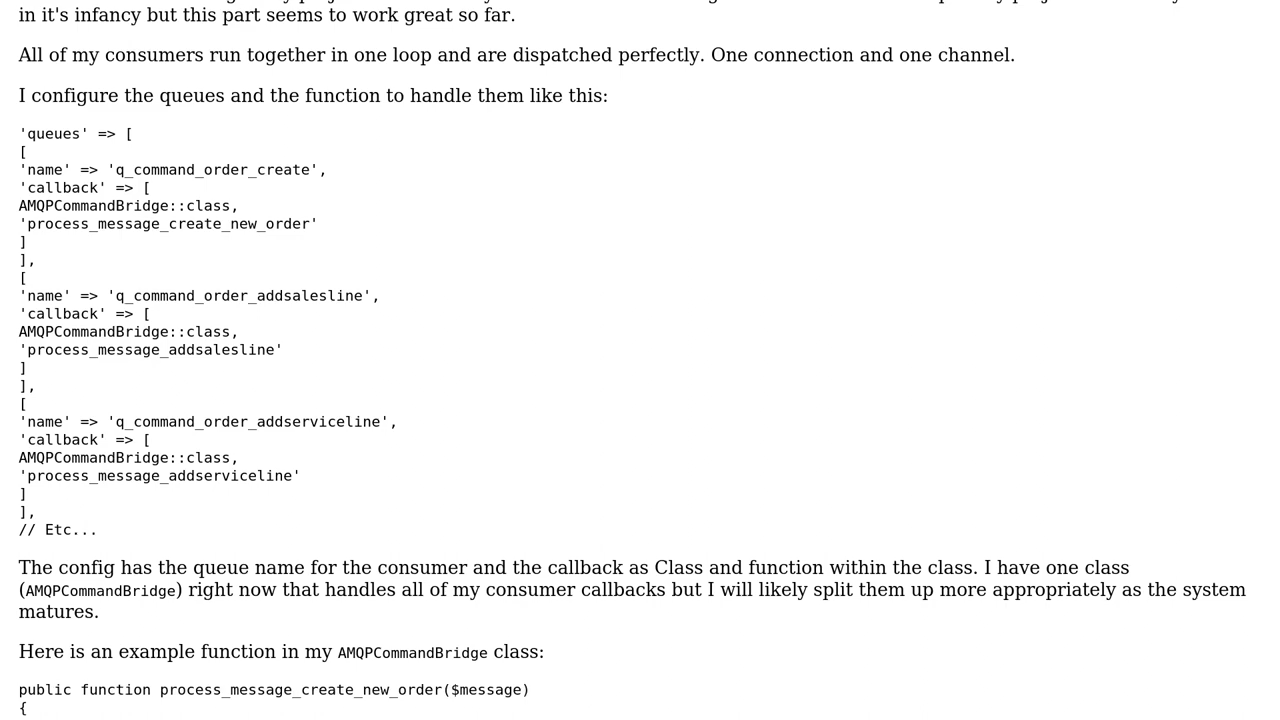 in it's infancy but this part seems to work great so far.
All of my consumers run together in one loop and are dispatched perfectly. One connection and one channel.
I configure the queues and the function to handle them like this:
'queues' => [
[
'name' => 'q_command_order_create',
'callback' => [
AMQPCommandBridge::class,
'process_message_create_new_order'
]
],
[
'name' => 'q_command_order_addsalesline',
'callback' => [
AMQPCommandBridge::class,
'process_message_addsalesline'
]
],
[
'name' => 'q_command_order_addserviceline',
'callback' => [
AMQPCommandBridge::class,
'process_message_addserviceline'
]
],
// Etc...
The config has the queue name for the consumer and the callback as Class and function within the class. I have one class
(AMQPCommandBridge) right now that handles all of my consumer callbacks but I will likely split them up more appropriately as the system
matures.
Here is an example function in my AMQPCommandBridge class:
public function process_message_create_new_order($message)
{